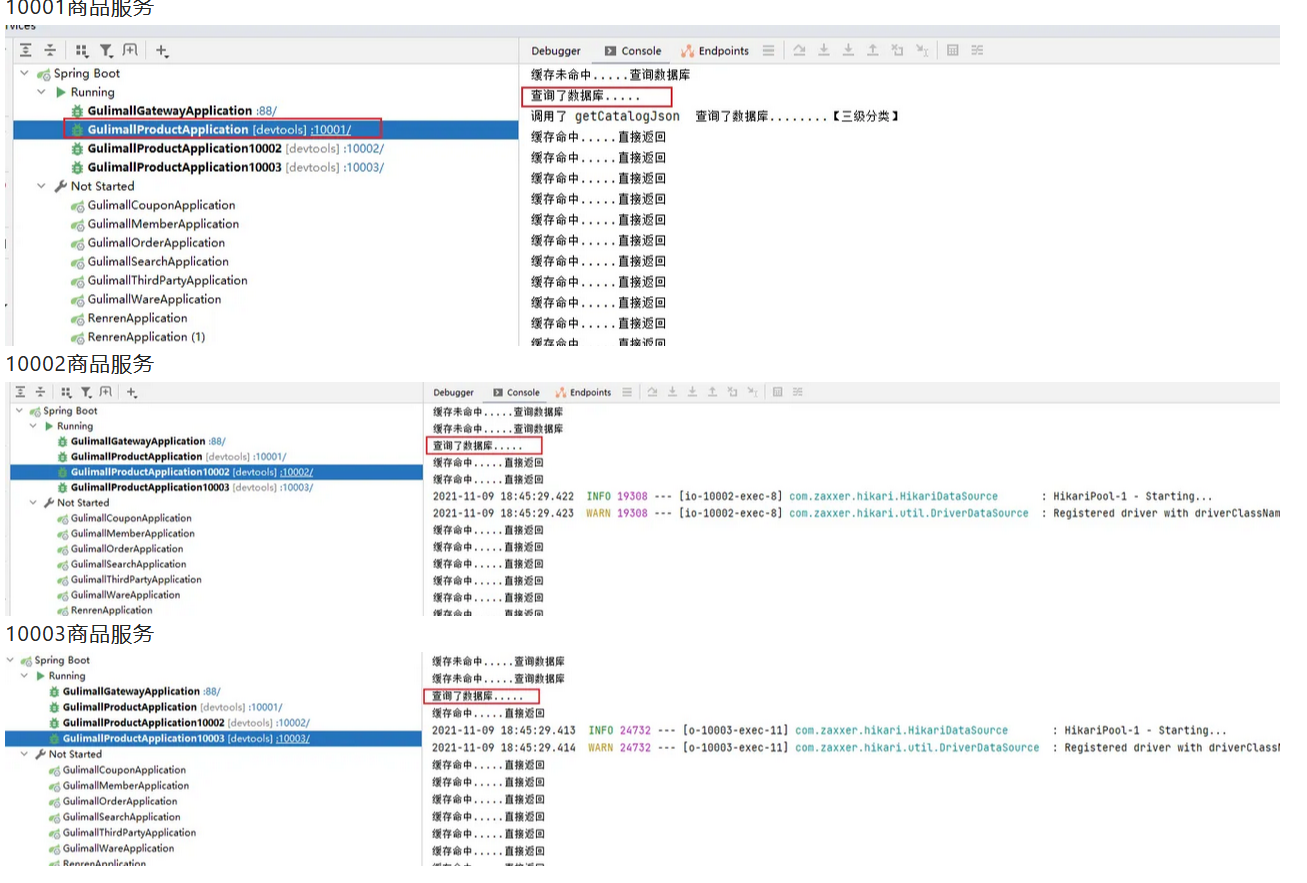 10001商品服务
rvices
Debugger Console Endpoints
Spring Boot
Running
GulimallGatewayApplication :88/
GulimallProductApplication [devtools] :10001/
GulimallProductApplication10002 [devtools] :10002/
GulimallProductApplication10003 [devtools] :10003/
Not Started
GulimallCouponApplication
GulimallMemberApplication
GulimallOrderApplication
GulimallSearchApplication
GulimallThirdPartyApplication
GulimallWareApplication
RenrenApplication
RenrenApplication (1)
缓存未命中.....查询数据库
查询了数据库.....
调用了 getCatalogJson 查询了数据库........【三级分类】
缓存命中.....直接返回
缓存命中.....直接返回
缓存命中.....直接返回
缓存命中.....直接返回
缓存命中.....直接返回
缓存命中.....直接返回
缓存命中.....直接返回
缓存命中.....直接返回
缓存命中.....直接返回
缓存命中.....直接返回
缓存命中.....直接返回
10002商品服务
Debugger Console Endpoints
Spring Boot
Running
GulimallGatewayApplication :88/
GulimallProductApplication [devtools] :10001/
GulimallProductApplication10002 [devtools] :10002/
GulimallProductApplication10003 [devtools] :10003/
Not Started
GulimallCouponApplication
GulimallMemberApplication
GulimallOrderApplication
GulimallSearchApplication
GulimallThirdPartyApplication
GulimallWareApplication
RenrenApplication
缓存未命中.....查询数据库
缓存未命中.....查询数据库
查询了数据库.....
缓存命中.....直接返回
缓存命中.....直接返回
2021-11-09 18:45:29.422 INFO 19308 --- [io-10002-exec-8] com.zaxxer.hikari.HikariDataSource : HikariPool-1 - Starting...
2021-11-09 18:45:29.423 WARN 19308 --- [io-10002-exec-8] com.zaxxer.hikari.util.DriverDataSource : Registered driver with driverClassNam
缓存命中.....直接返回
缓存命中.....直接返回
缓存命中.....直接返回
缓存命中.....直接返回
缓存命中.....直接返回
缓存命中.....直接返回
10003商品服务
Spring Boot
Running
GulimallGatewayApplication :88/
GulimallProductApplication [devtools] :10001/
GulimallProductApplication10002 [devtools] :10002/
GulimallProductApplication10003 [devtools] :10003/
Not Started
GulimallCouponApplication
GulimallMemberApplication
GulimallOrderApplication
GulimallSearchApplication
GulimallThirdPartyApplication
GulimallWareApplication
RenrenApplication
缓存未命中.....查询数据库
缓存未命中.....查询数据库
查询了数据库.....
缓存命中.....直接返回
2021-11-09 18:45:29.413 INFO 24732 --- [o-10003-exec-11] com.zaxxer.hikari.HikariDataSource : HikariPool-1 - Starting...
2021-11-09 18:45:29.414 WARN 24732 --- [o-10003-exec-11] com.zaxxer.hikari.util.DriverDataSource : Registered driver with driverClass
缓存命中.....直接返回
缓存命中.....直接返回
缓存命中.....直接返回
缓存命中.....直接返回
缓存命中.....直接返回
缓存命中.....直接返回